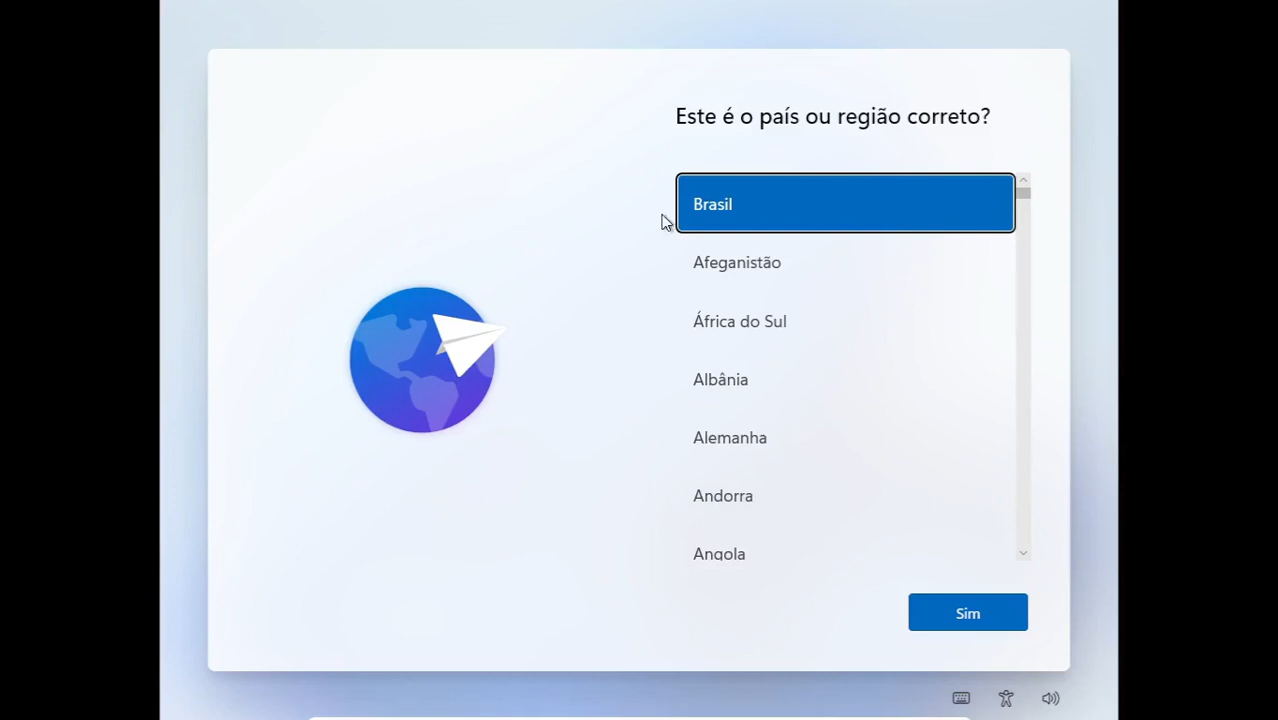 Este é o país ou região correto?
Brasil
Afeganistão
África do Sul
Albânia
Alemanha
Andorra
Angola
Sim